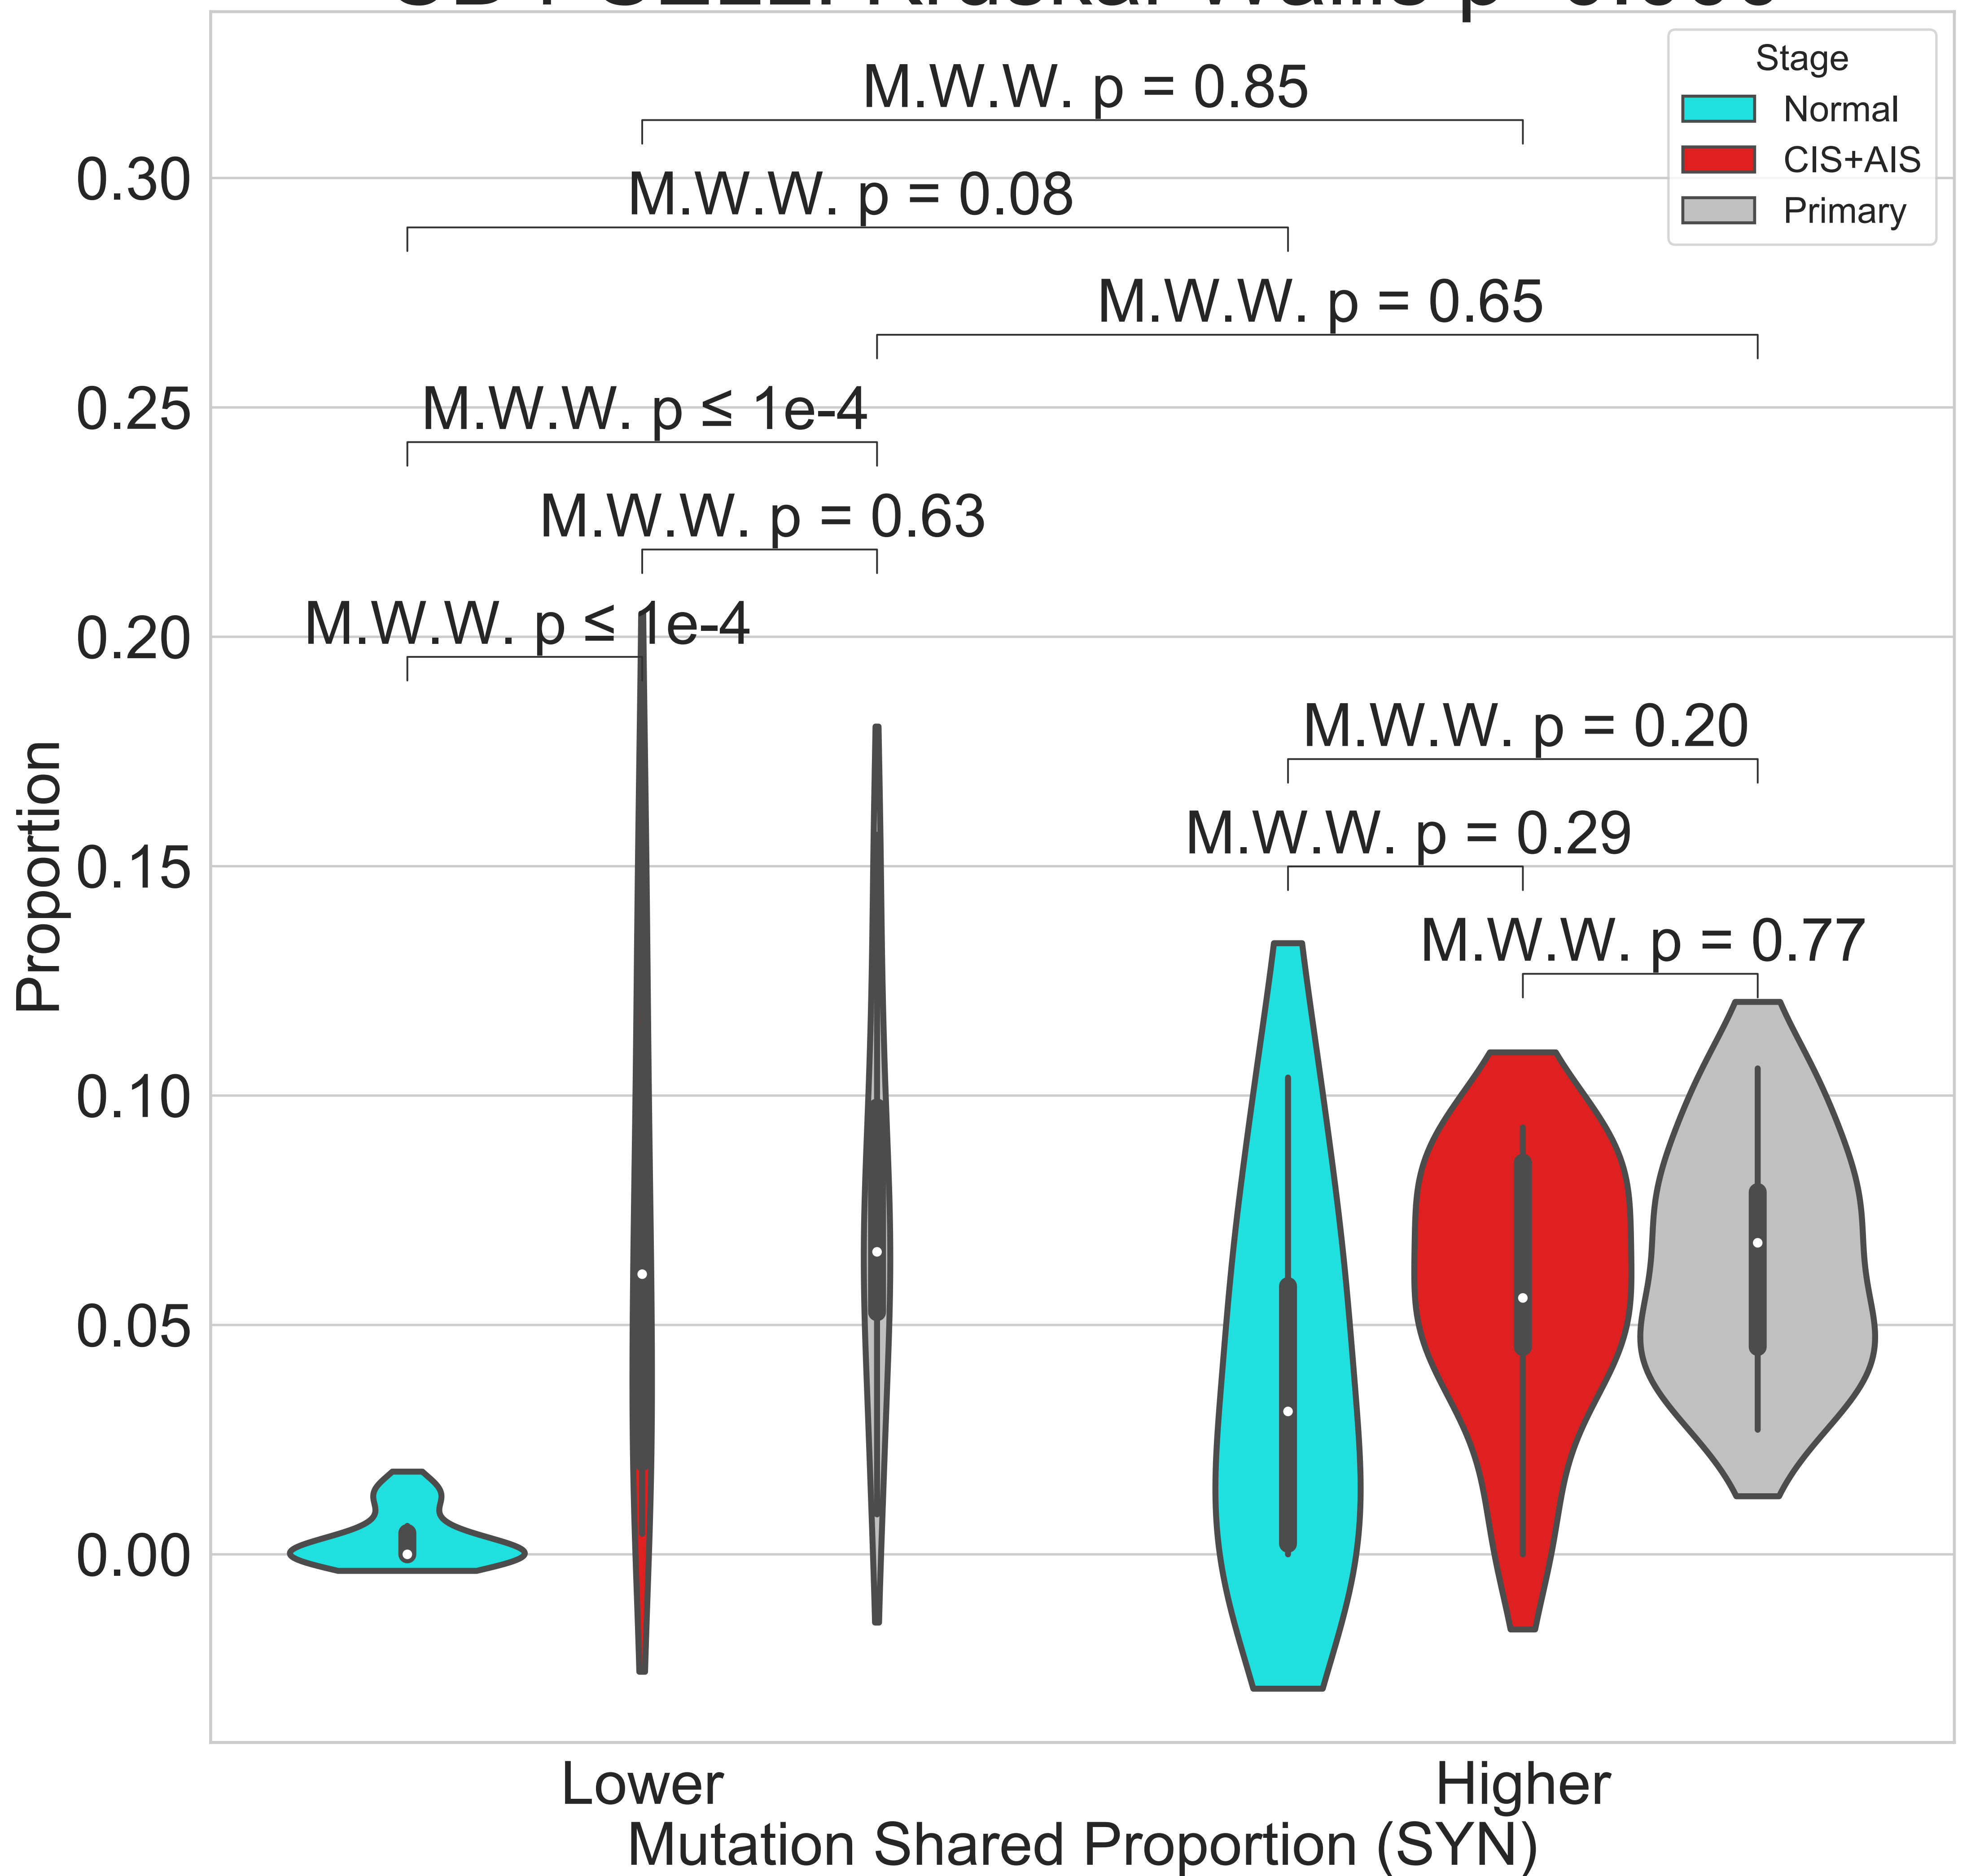 Stage
Normal
CIS+AIS
Primary
M.W.W. p = 0.85
M.W.W. p = 0.08
M.W.W. p = 0.65
M.W.W. p ≤ 1e-4
M.W.W. p = 0.63
M.W.W. p ≤ 1e-4
M.W.W. p = 0.20
M.W.W. p = 0.29
M.W.W. p = 0.77
0.30
0.25
0.20
0.15
0.10
0.05
0.00
Proportion
Lower
Higher
Mutation Shared Proportion (SYN)